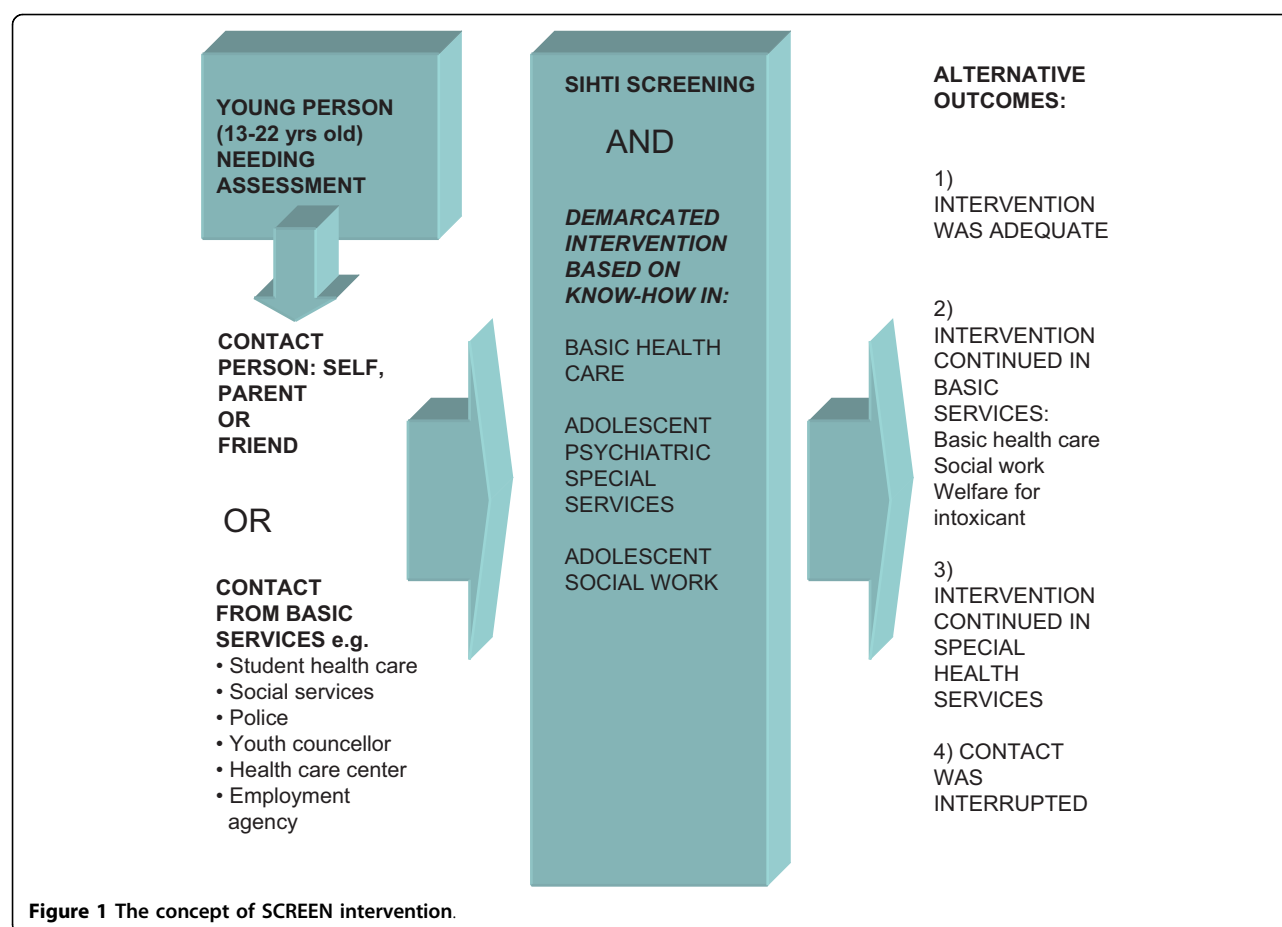 YOUNG PERSON
(13-22 yrs old)
NEEDING
ASSESSMENT
CONTACT
PERSON: SELF,
PARENT
OR
FRIEND
OR
CONTACT
FROM BASIC
SERVICES e.g.
• Student health care
• Social services
• Police
• Youth councellor
• Health care center
• Employment
agency
SIHTI SCREENING
AND
DEMARCATED
INTERVENTION
BASED ON
KNOW-HOW IN:
BASIC HEALTH
CARE
ADOLESCENT
PSYCHIATRIC
SPECIAL
SERVICES
ADOLESCENT
SOCIAL WORK
ALTERNATIVE
OUTCOMES:
1)
INTERVENTION
WAS ADEQUATE
2)
INTERVENTION
CONTINUED IN
BASIC
SERVICES:
Basic health care
Social work
Welfare for
intoxicant
3)
INTERVENTION
CONTINUED IN
SPECIAL
HEALTH
SERVICES
4) CONTACT
WAS
INTERRUPTED
Figure 1 The concept of SCREEN intervention.